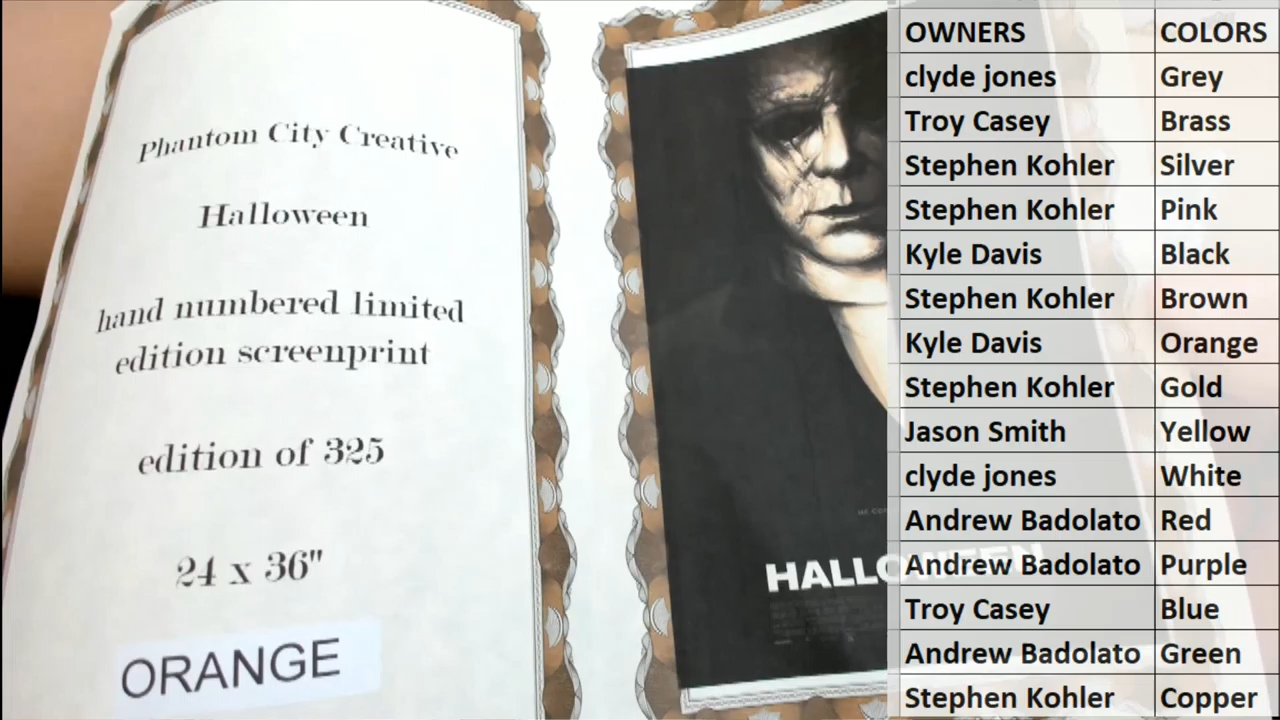 Phantom City Creative
Halloween
hand numbered limited
edition screenprint
edition of 325
24 x 36"
ORANGE
HALLOWEEN
OWNERS COLORS
clyde jones Grey
Troy Casey Brass
Stephen Kohler Silver
Stephen Kohler Pink
Kyle Davis Black
Stephen Kohler Brown
Kyle Davis Orange
Stephen Kohler Gold
Jason Smith Yellow
clyde jones White
Andrew Badolato Red
Andrew Badolato Purple
Troy Casey Blue
Andrew Badolato Green
Stephen Kohler Copper